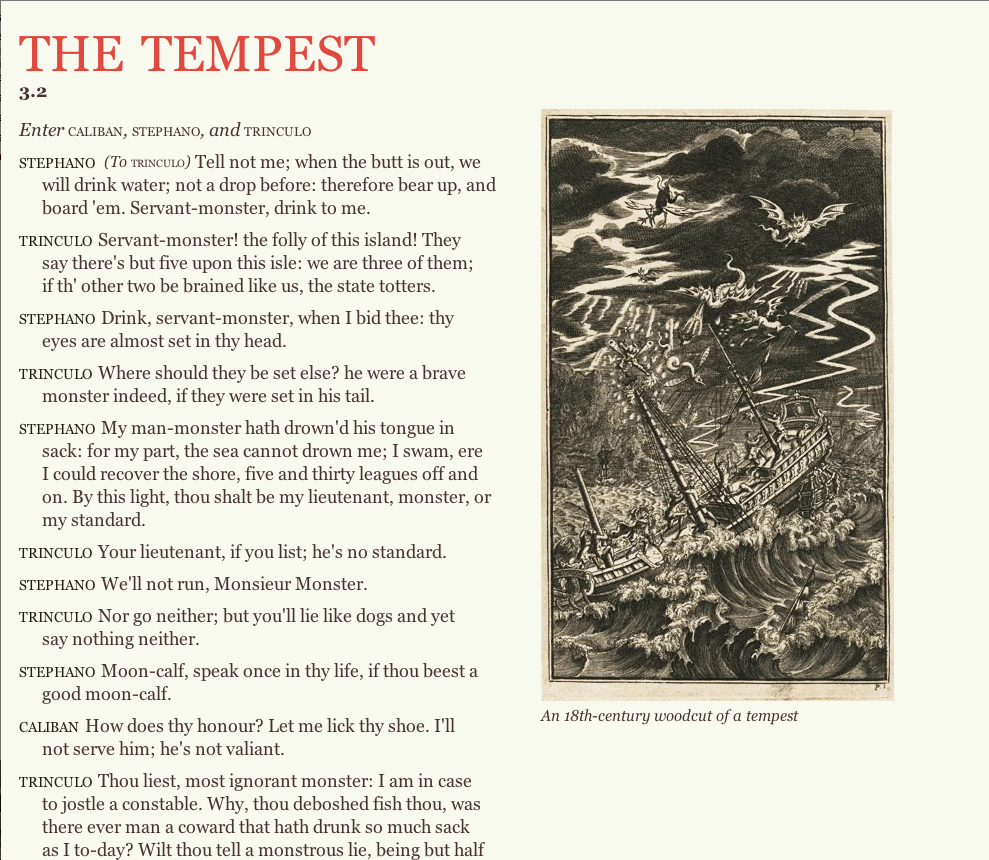 THE TEMPEST
3.2
Enter CALIBAN, STEPHANO, and TRINCULO
STEPHANO (To TRINCULO) Tell not me; when the butt is out, we
will drink water; not a drop before: therefore bear up, and
board 'em. Servant-monster, drink to me.
TRINCULO Servant-monster! the folly of this island! They
say there's but five upon this isle: we are three of them;
if th' other two be brained like us, the state totters.
STEPHANO Drink, servant-monster, when I bid thee: thy
eyes are almost set in thy head.
TRINCULO Where should they be set else? he were a brave
monster indeed, if they were set in his tail.
STEPHANO My man-monster hath drown'd his tongue in
sack: for my part, the sea cannot drown me; I swam, ere
I could recover the shore, five and thirty leagues off and
on. By this light, thou shalt be my lieutenant, monster, or
my standard.
TRINCULO Your lieutenant, if you list; he's no standard.
STEPHANO We'll not run, Monsieur Monster.
TRINCULO Nor go neither; but you'll lie like dogs and yet
say nothing neither.
STEPHANO Moon-calf, speak once in thy life, if thou beest a
good moon-calf.
CALIBAN How does thy honour? Let me lick thy shoe. I'll
not serve him; he's not valiant.
TRINCULO Thou liest, most ignorant monster: I am in case
to jostle a constable. Why, thou deboshed fish thou, was
there ever man a coward that hath drunk so much sack
as I to-day? Wilt thou tell a monstrous lie, being but half
An 18th-century woodcut of a tempest